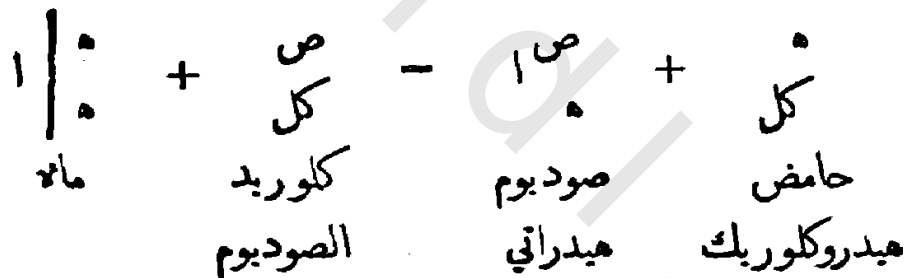 ه + ص ا - ص + ه | ا
كل ه كل ه
حامض صوديوم كلوريد ماء
هيدروكلوريك هيدراتي الصوديوم